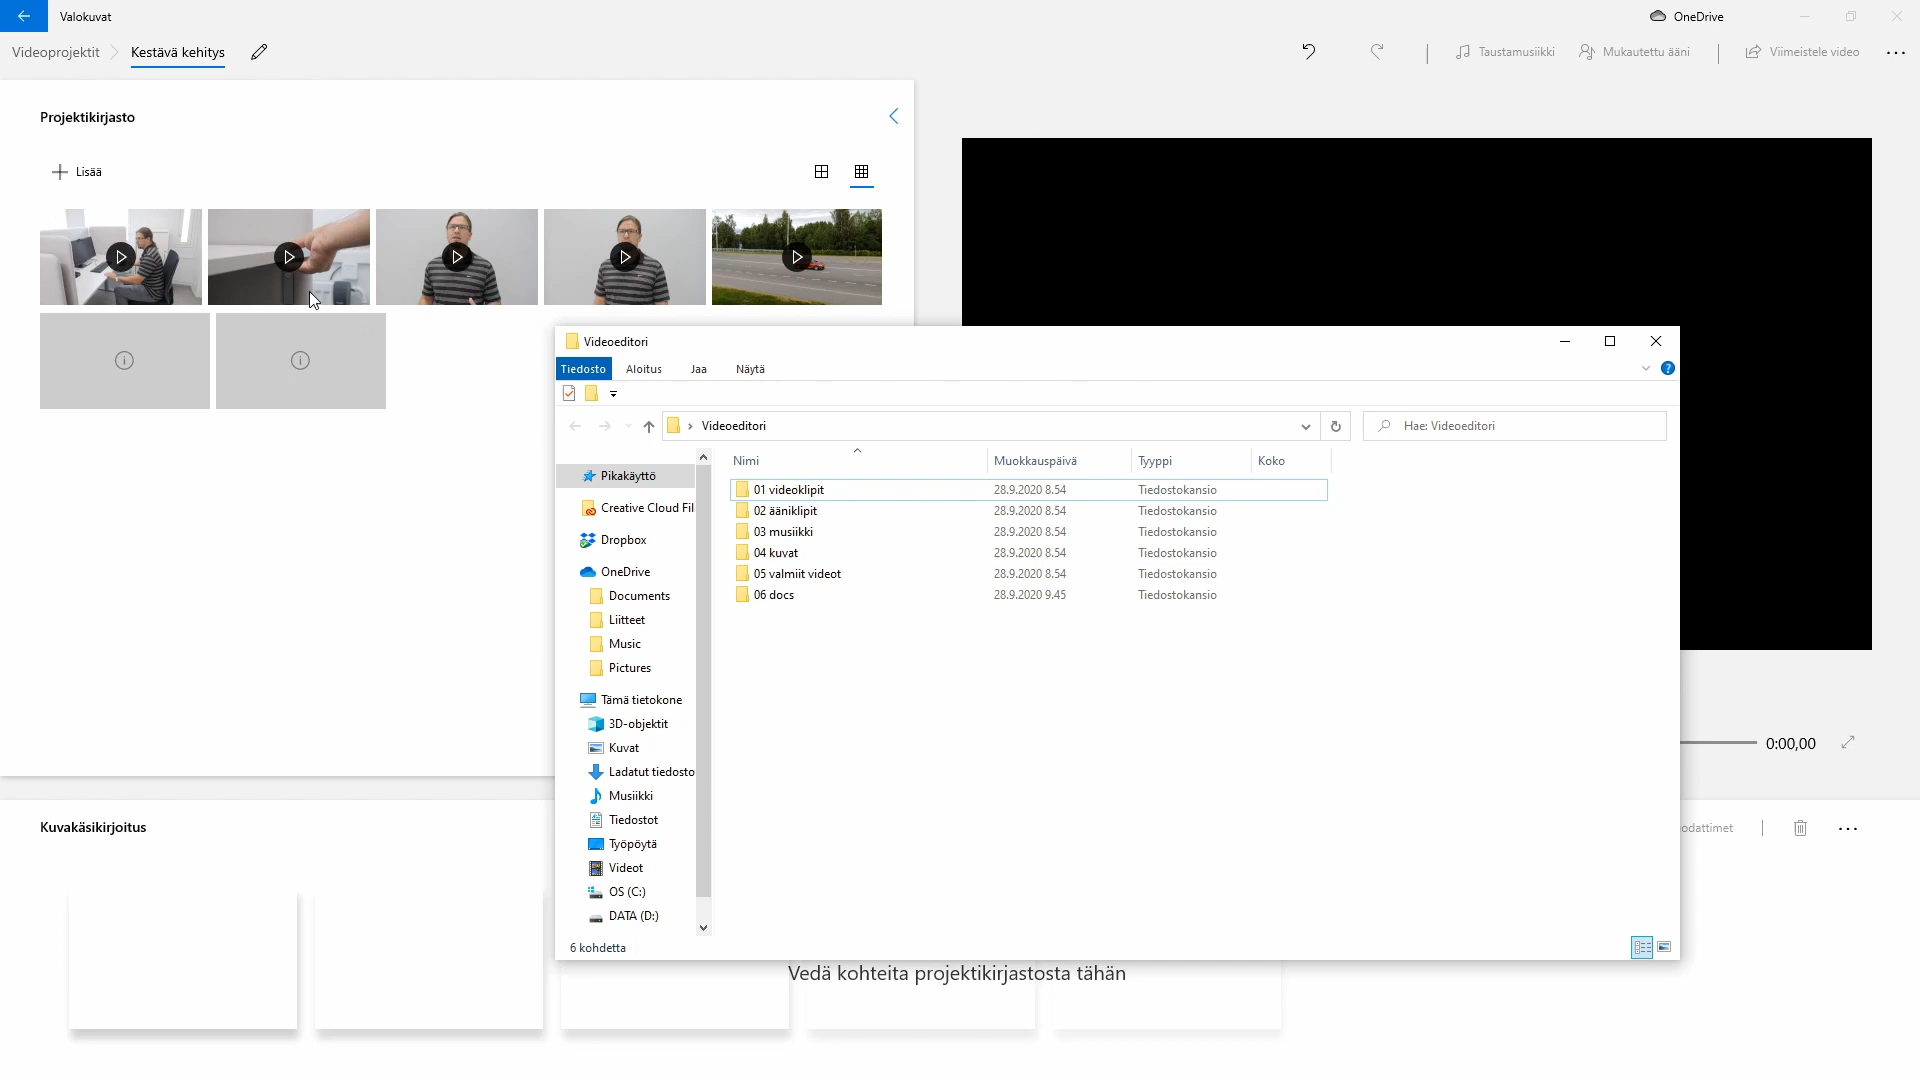 Valokuvat
OneDrive
Videoprojektit
Kestävä kehitys
Taustamusiikki
Mukautettu ääni
Viimeistele video
Projektikirjasto
Lisää
Videoeditori
Tiedosto
Aloitus
Jaa
Näytä
Videoeditori
Hae: Videoeditori
Nimi
Muokkauspäivä
Tyyppi
Koko
Pikakäyttö
Creative Cloud Fil
Dropbox
OneDrive
Documents
Liitteet
Music
Pictures
Tämä tietokone
3D-objektit
Kuvat
Ladatut tiedosto
Musiikki
Tiedostot
Työpöytä
Videot
OS (C:)
DATA (D:)
01 videoklipit 28.9.2020 8.54 Tiedostokansio
02 ääniklipit 28.9.2020 8.54 Tiedostokansio
03 musiikki 28.9.2020 8.54 Tiedostokansio
04 kuvat 28.9.2020 8.54 Tiedostokansio
05 valmiit videot 28.9.2020 8.54 Tiedostokansio
06 docs 28.9.2020 9.45 Tiedostokansio
6 kohdetta
0:00,00
Kuvakäsikirjoitus
odattimet
Vedä kohteita projektikirjastosta tähän